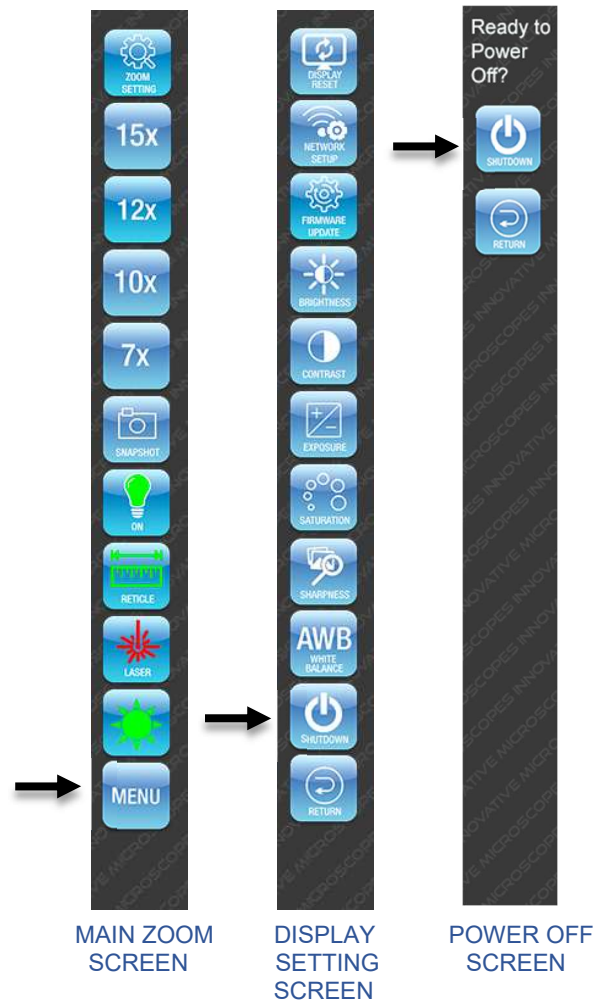 ZOOM
SETTING
15x
12x
10x
7x
SNAPSHOT
ON
RETICLE
LASER
MENU
MAIN ZOOM
SCREEN
DISPLAY
RESET
NETWORK
SETUP
FIRMWARE
UPDATE
BRIGHTNESS
CONTRAST
EXPOSURE
SATURATION
SHARPNESS
AWB
WHITE
BALANCE
SHUTDOWN
RETURN
DISPLAY
SETTING
SCREEN
Ready to
Power
Off?
SHUTDOWN
RETURN
POWER OFF
SCREEN